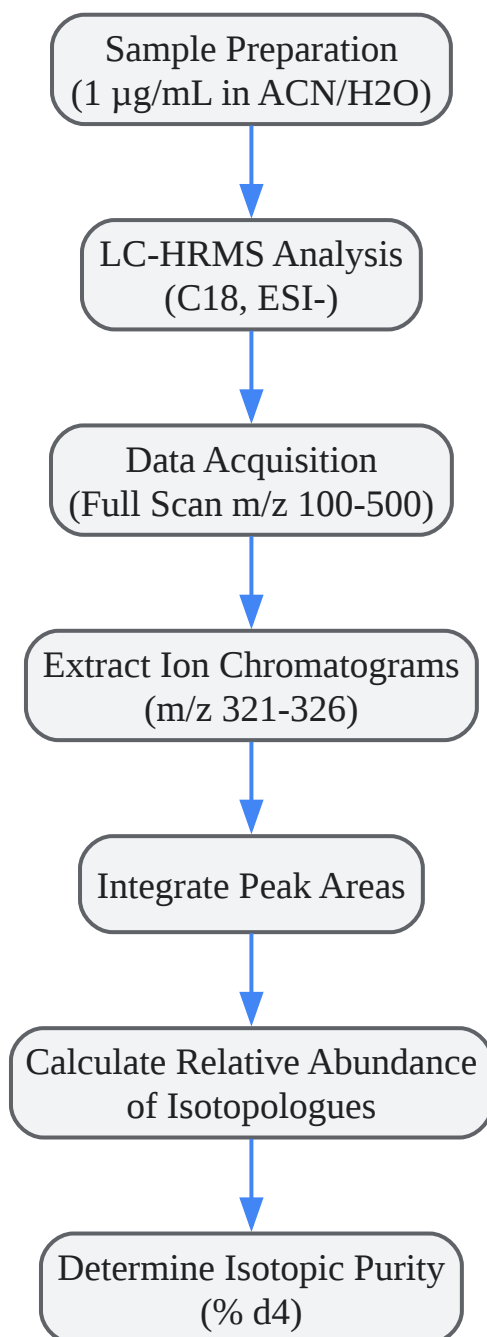 Sample Preparation
(1 µg/mL in ACN/H2O)
LC-HRMS Analysis
(C18, ESI-)
Data Acquisition
(Full Scan m/z 100-500)
Extract Ion Chromatograms
(m/z 321-326)
Integrate Peak Areas
Calculate Relative Abundance
of Isotopologues
Determine Isotopic Purity
(% d4)